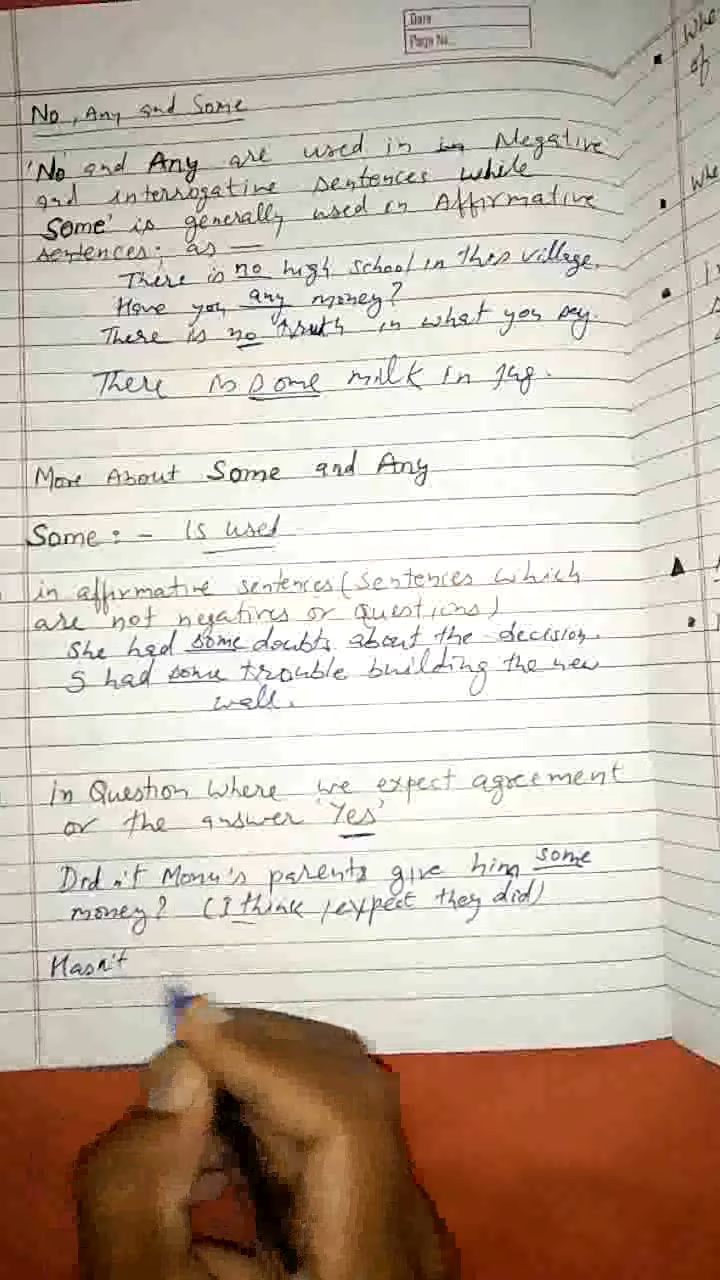 Date
Page No.
No, Any and Some
'No and Any are used in in Negative
and interrogative sentences while
Some' is generally used in Affirmative
sentences; as —
There is no high school in this village.
Have you any money?
There is no truth in what you say.
There is some milk in jug.
More About Some and Any
Some : - is used
in affirmative sentences (sentences which
are not negatives or questions)
She had some doubts about the decision.
I had some trouble building the new
wall.
in Question where we expect agreement
or the answer 'Yes'
Didn't Monu's parents give him some
money? (I think /expect they did)
Hasn't
Whe
of
Whe